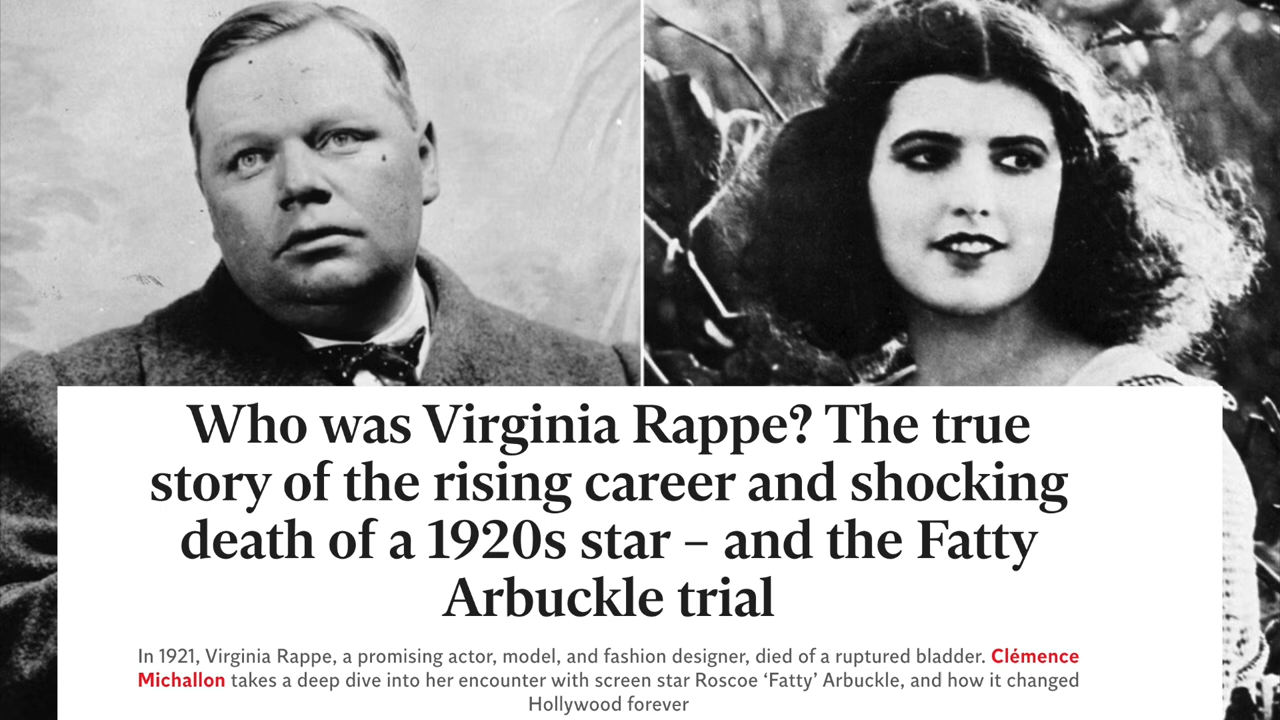 Who was Virginia Rappe? The true
story of the rising career and shocking
death of a 1920s star – and the Fatty
Arbuckle trial
In 1921, Virginia Rappe, a promising actor, model, and fashion designer, died of a ruptured bladder. Clémence
Michallon takes a deep dive into her encounter with screen star Roscoe ‘Fatty’ Arbuckle, and how it changed
Hollywood forever